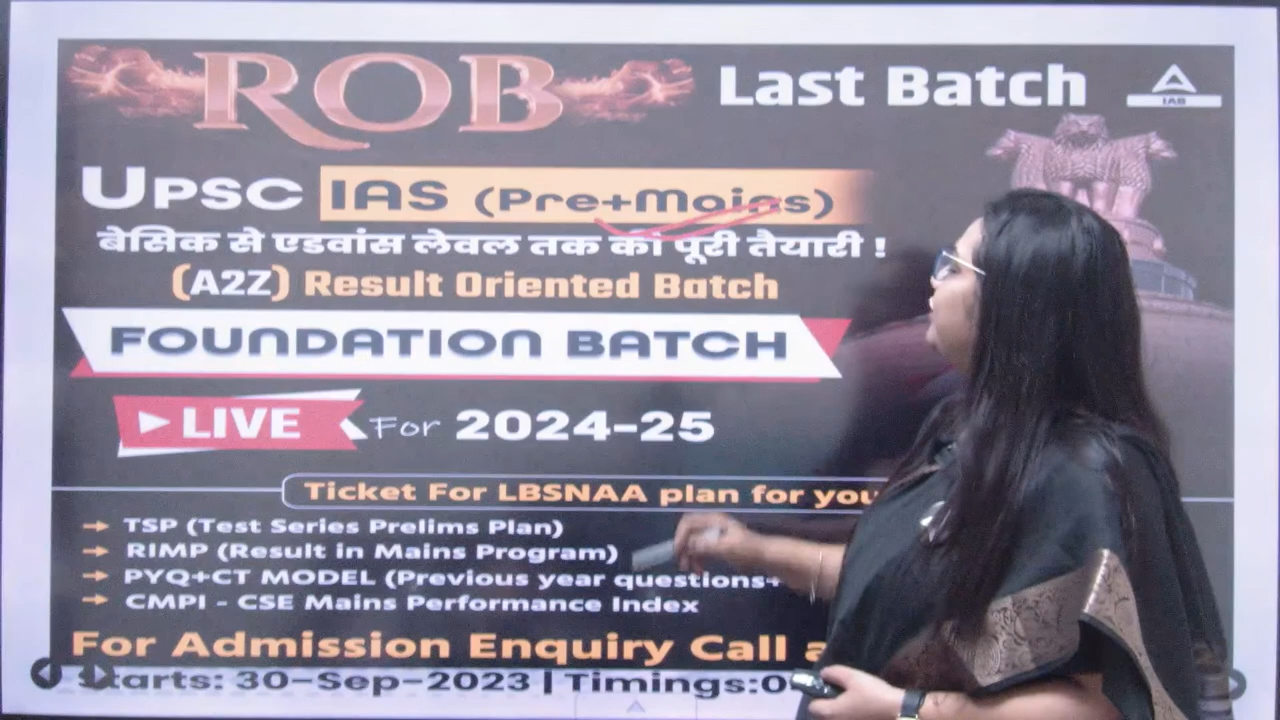 ROB Last Batch
IAS
UPSC IAS (Pre+Mains)
बेसिक से एडवांस लेवल तक की पूरी तैयारी !
(A2Z) Result Oriented Batch
FOUNDATION BATCH
LIVE For 2024-25
Ticket For LBSNAA plan for you
TSP (Test Series Prelims Plan)
RIMP (Result in Mains Program)
PYQ+CT MODEL (Previous year questions+
CMPI - CSE Mains Performance Index
For Admission Enquiry Call
Starts: 30-Sep-2023 | Timings:0